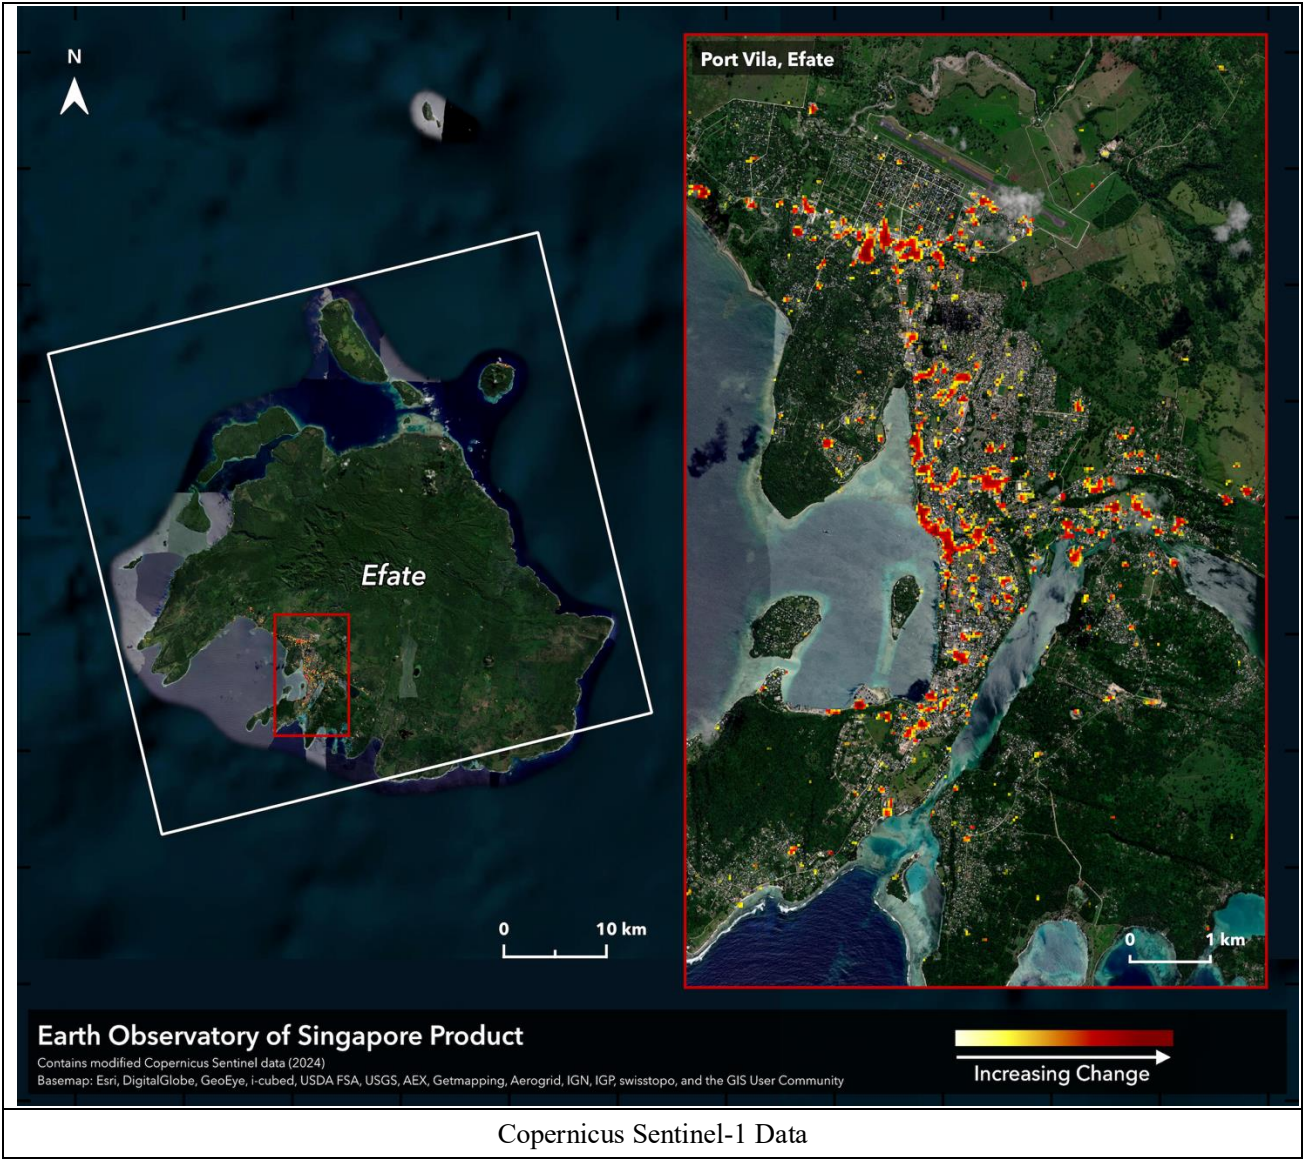 N
Port Vila, Efate
Efate
0 10 km
0 1 km
Earth Observatory of Singapore Product
Contains modified Copernicus Sentinel data (2024)
Basemap: Esri, DigitalGlobe, GeoEye, i-cubed, USDA FSA, USGS, AEX, Getmapping, Aerogrid, IGN, IGP, swisstopo, and the GIS User Community
Increasing Change
Copernicus Sentinel-1 Data